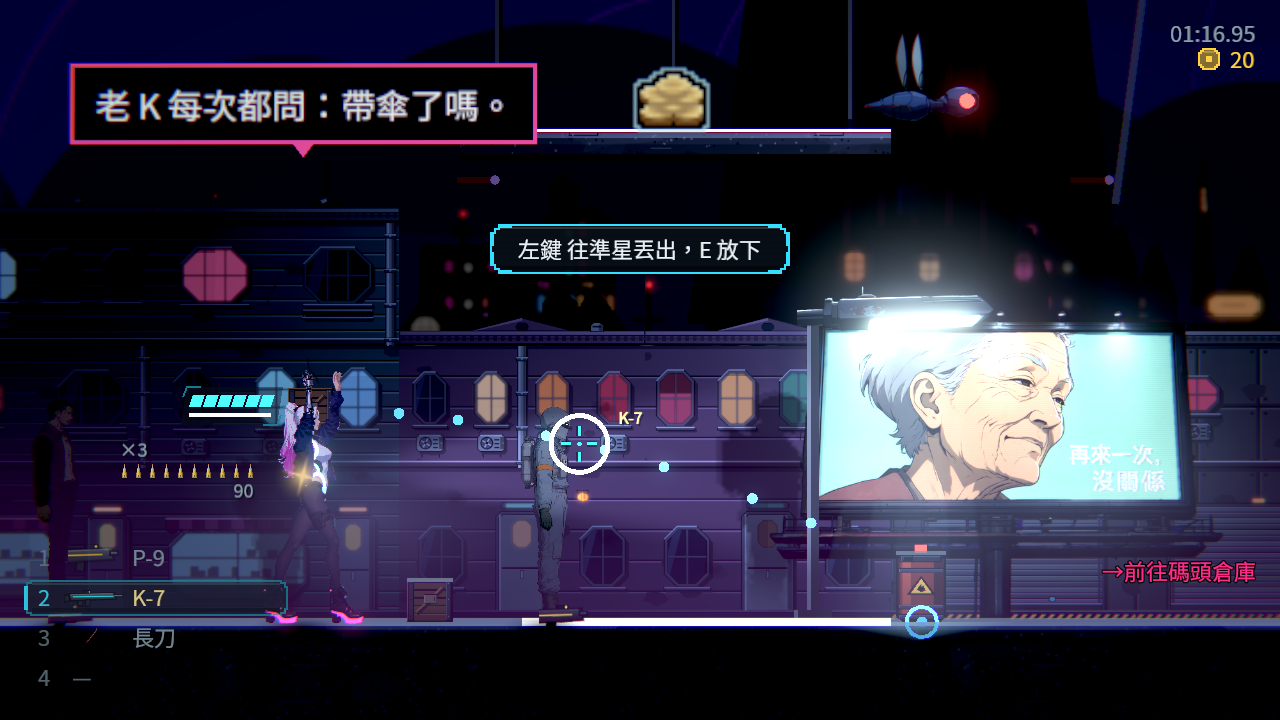 01:16.95
20
老K每次都問：帶傘了嗎。
左鍵 往準星丟出，E 放下
K-7
×3
90
再來一次，
沒關係
1 P-9
→前往碼頭倉庫
2 K-7
3 長刀
4 —